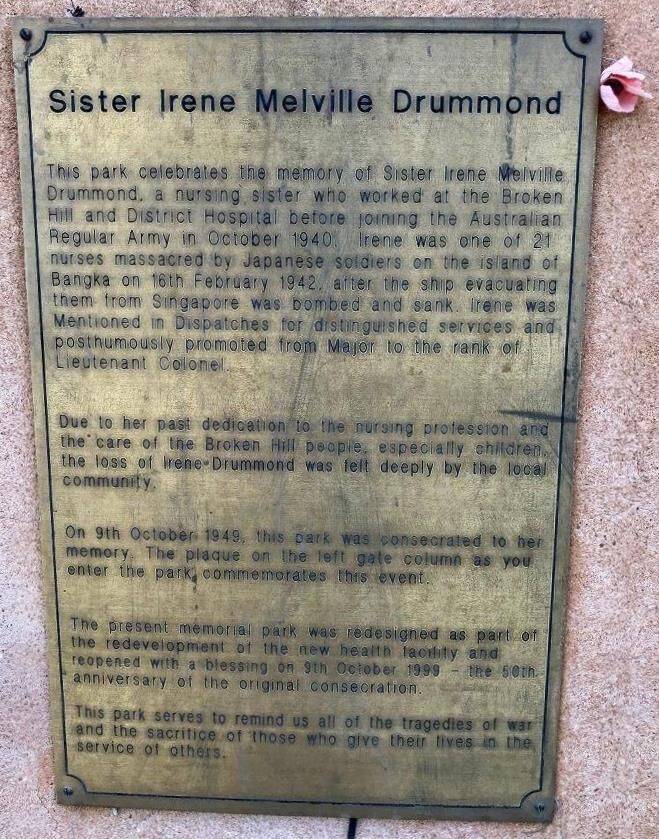 Sister Irene Melville Drummond
This park celebrates the memory of Sister Irene Melville
Drummond, a nursing sister who worked at the Broken
Hill and District Hospital before joining the Australian
Regular Army in October 1940. Irene was one of 21
nurses massacred by Japanese soldiers on the island of
Bangka on 16th February 1942, after the ship evacuating
them from Singapore was bombed and sank. Irene was
Mentioned in Dispatches for distinguished services and
posthumously promoted from Major to the rank of
Lieutenant Colonel.
Due to her past dedication to the nursing profession and
the care of the Broken Hill people, especially children,
the loss of Irene Drummond was felt deeply by the local
community.
On 9th October 1949, this park was consecrated to her
memory. The plaque on the left gate column as you
enter the park, commemorates this event.
The present memorial park was redesigned as part of
the redevelopment of the new health facility and
reopened with a blessing on 9th October 1999 - the 50th
anniversary of the original consecration.
This park serves to remind us all of the tragedies of war
and the sacrifice of those who give their lives in the
service of others.